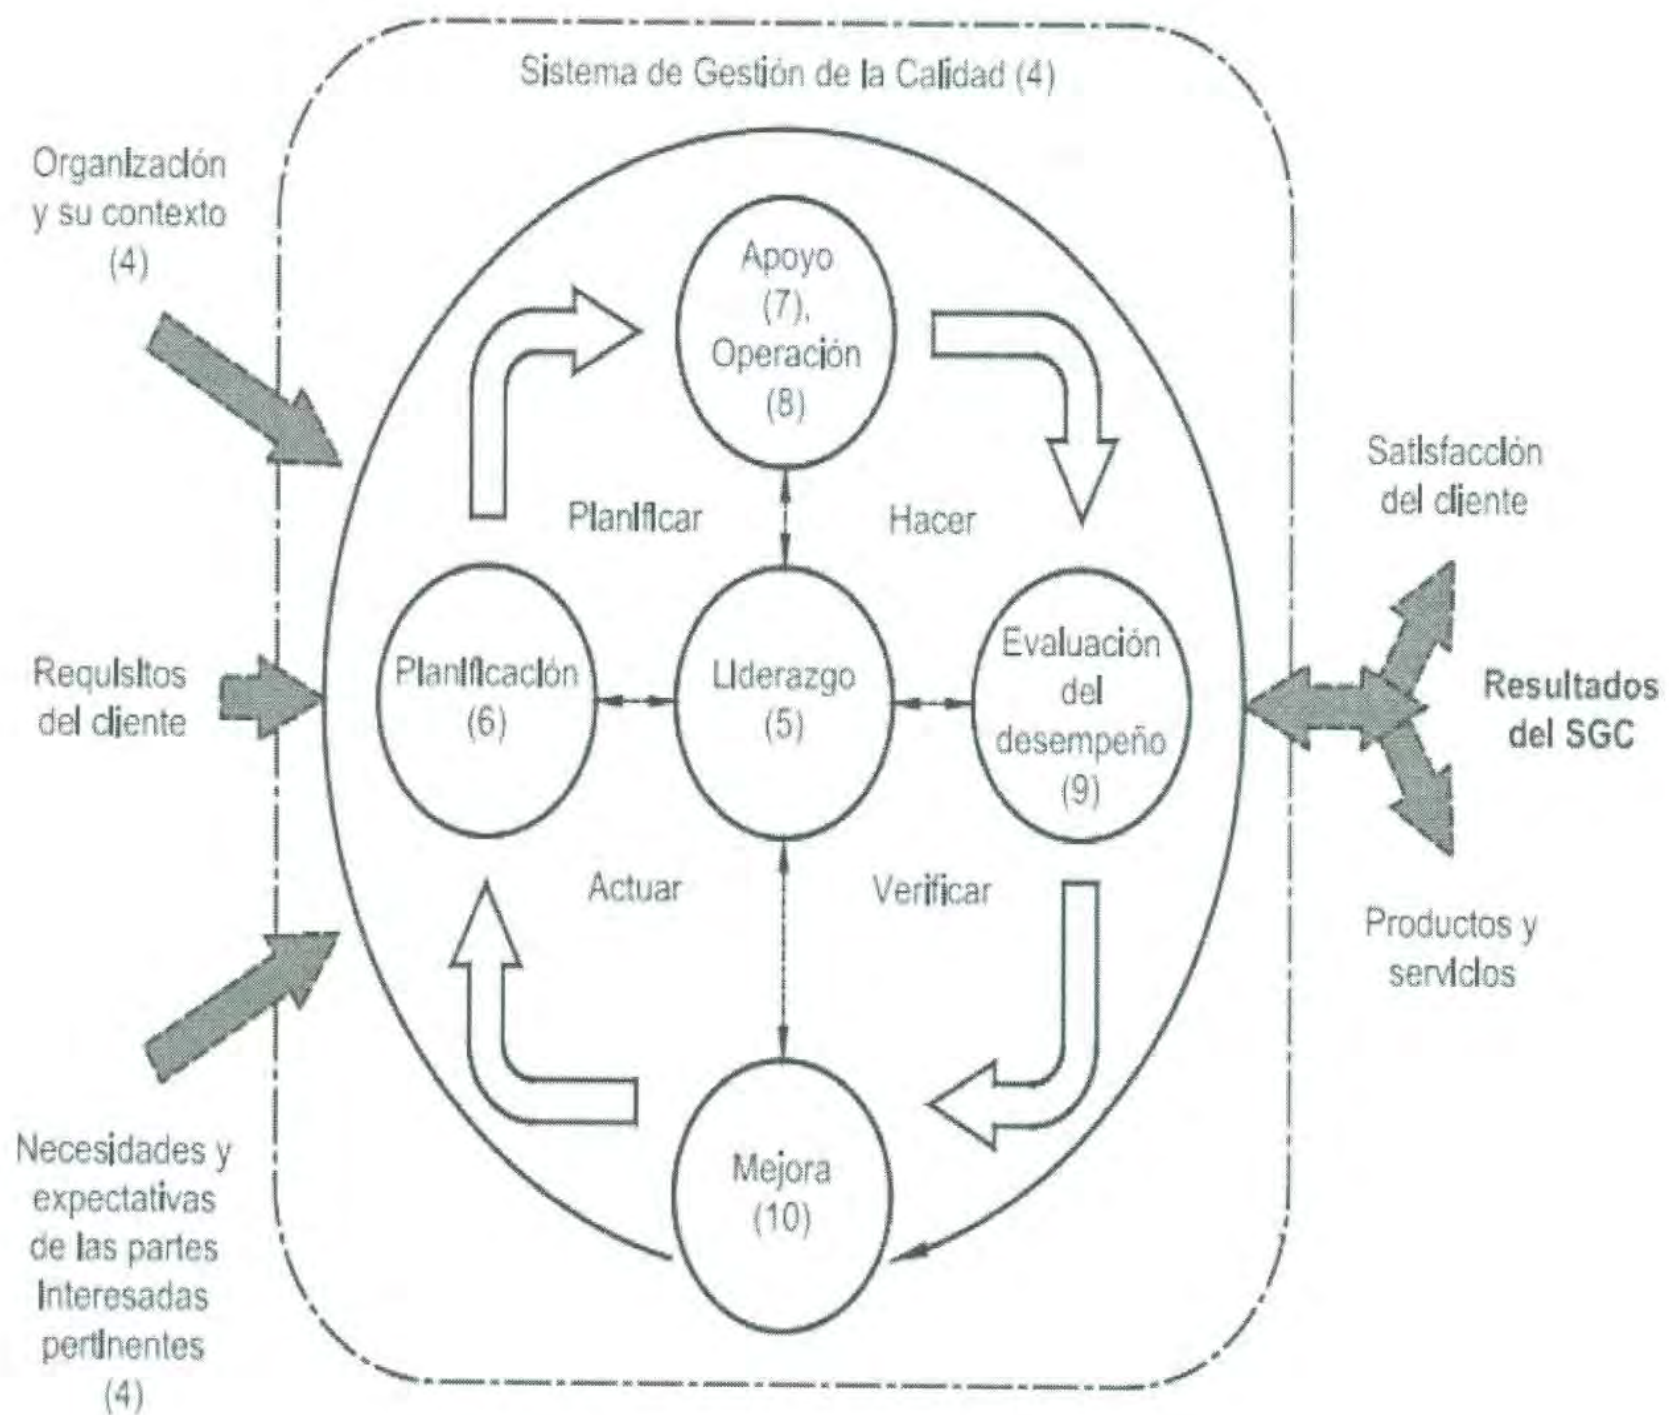 Sistema de Gestión de la Calidad (4)
Organización
y su contexto
(4)
Requisitos
del cliente
Necesidades y
expectativas
de las partes
Interesadas
pertinentes
(4)
Apoyo
(7),
Operación
(8)
Planificar
Hacer
Planificación
(6)
Liderazgo
(5)
Evaluación
del
desempeño
(9)
Actuar
Verificar
Mejora
(10)
Satisfacción
del cliente
Resultados
del SGC
Productos y
servicios